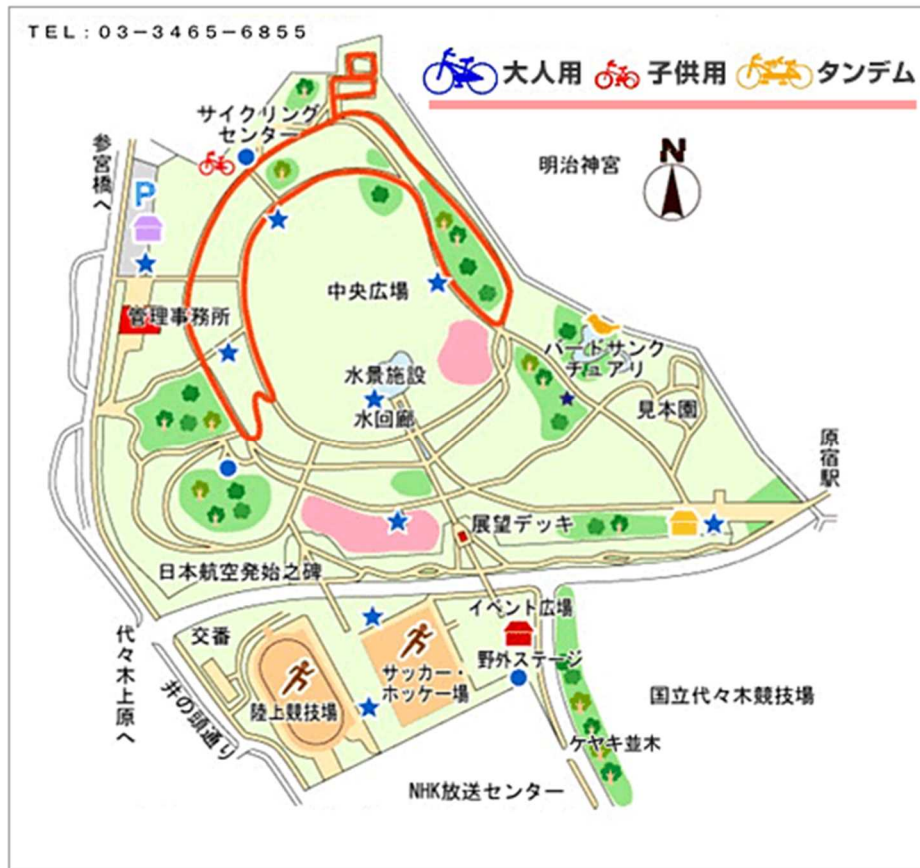 TEL:03-3465-6855
大人用 子供用 タンデム
サイクリング
センター
参宮橋へ
N
明治神宮
P
中央広場
管理事務所
バードサンク
チュアリ
水景施設
水回廊
見本園
原宿駅
展望デッキ
日本航空発始之碑
イベント広場
代々木上原へ
交番
井の頭通り
陸上競技場
サッカー・
ホッケー場
野外ステージ
国立代々木競技場
ケヤキ並木
NHK放送センター